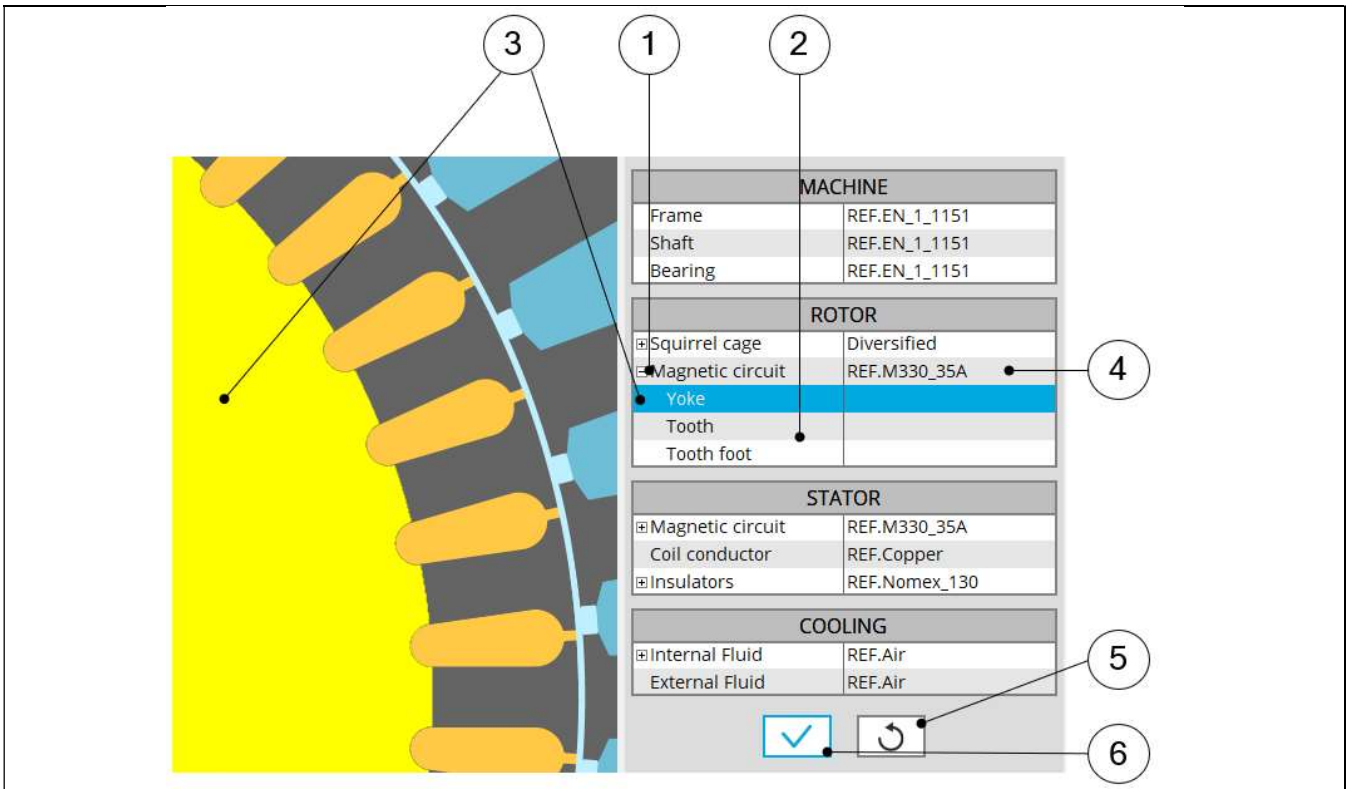 3 1 2
MACHINE
Frame REF.EN_1_1151
Shaft REF.EN_1_1151
Bearing REF.EN_1_1151
ROTOR
Squirrel cage Diversified
Magnetic circuit REF.M330_35A
4
Yoke
Tooth
Tooth foot
STATOR
Magnetic circuit REF.M330_35A
Coil conductor REF.Copper
Insulators REF.Nomex_130
COOLING
Internal Fluid REF.Air
5
External Fluid REF.Air
6